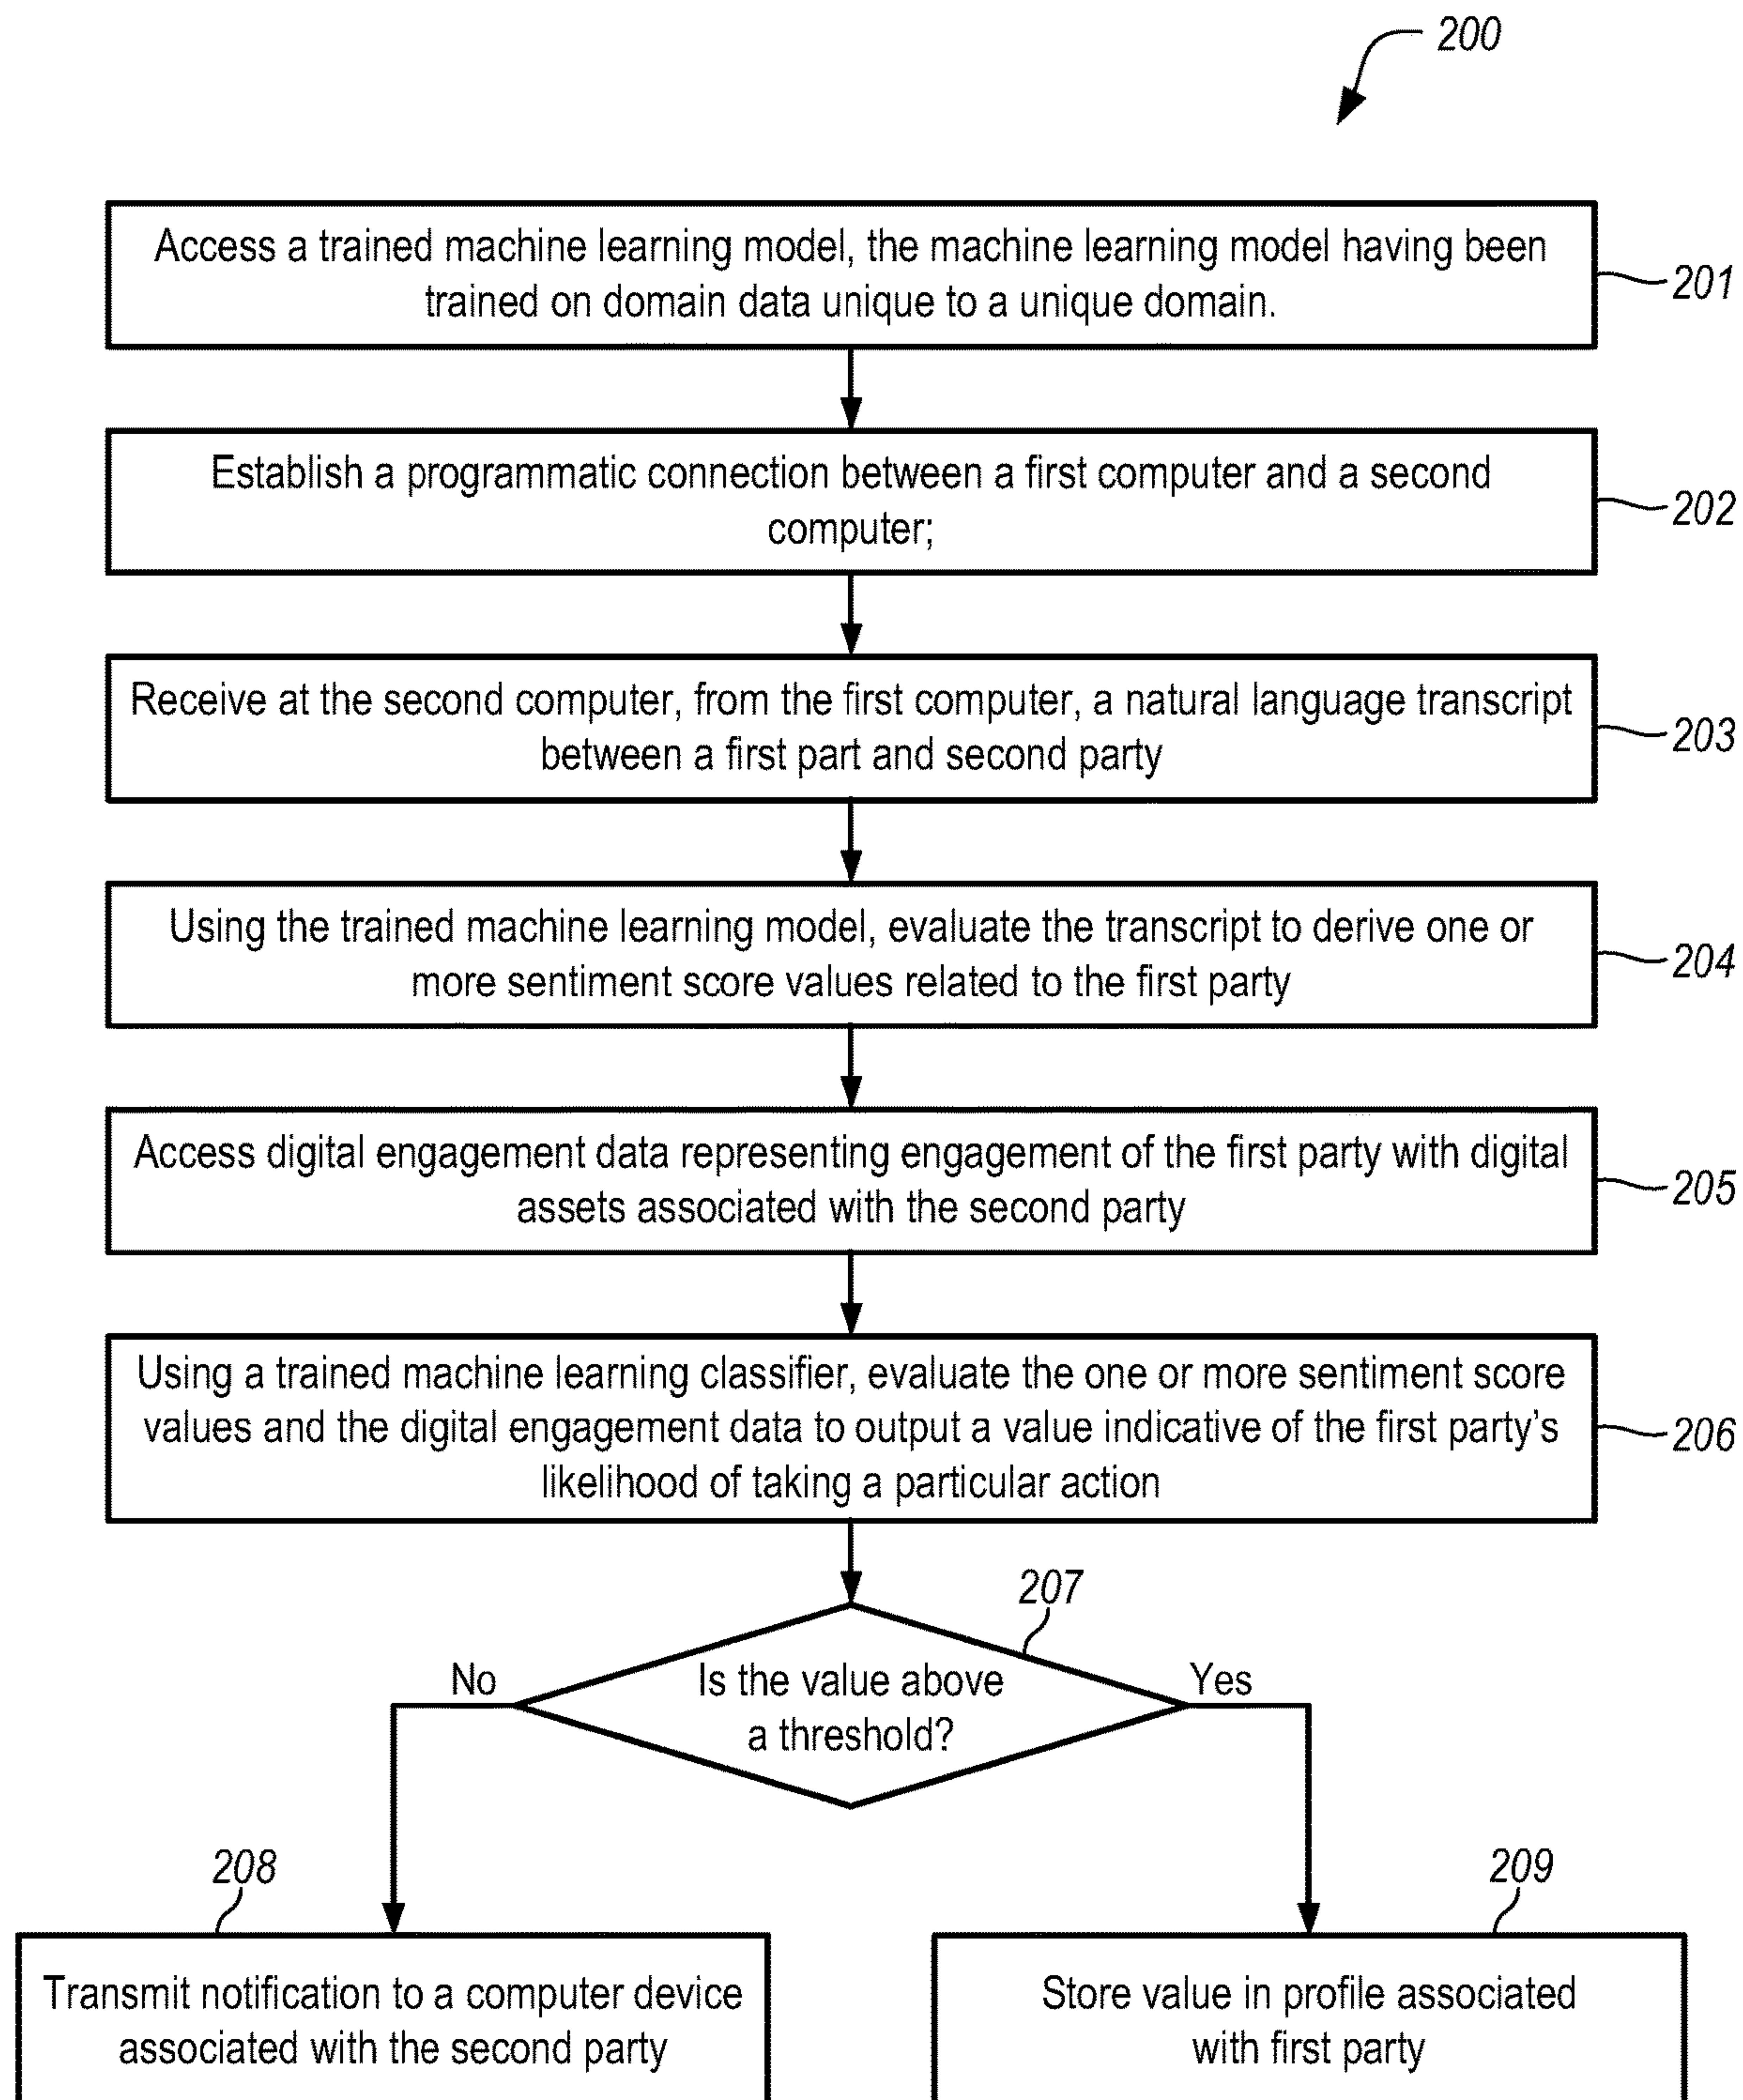 200
Access a trained machine learning model, the machine learning model having been
trained on domain data unique to a unique domain.
201
Establish a programmatic connection between a first computer and a second
computer;
202
Receive at the second computer, from the first computer, a natural language transcript
between a first part and second party
203
Using the trained machine learning model, evaluate the transcript to derive one or
more sentiment score values related to the first party
204
Access digital engagement data representing engagement of the first party with digital
assets associated with the second party
205
Using a trained machine learning classifier, evaluate the one or more sentiment score
values and the digital engagement data to output a value indicative of the first party's
likelihood of taking a particular action
206
207
Is the value above
a threshold?
No
Yes
208
Transmit notification to a computer device
associated with the second party
209
Store value in profile associated
with first party